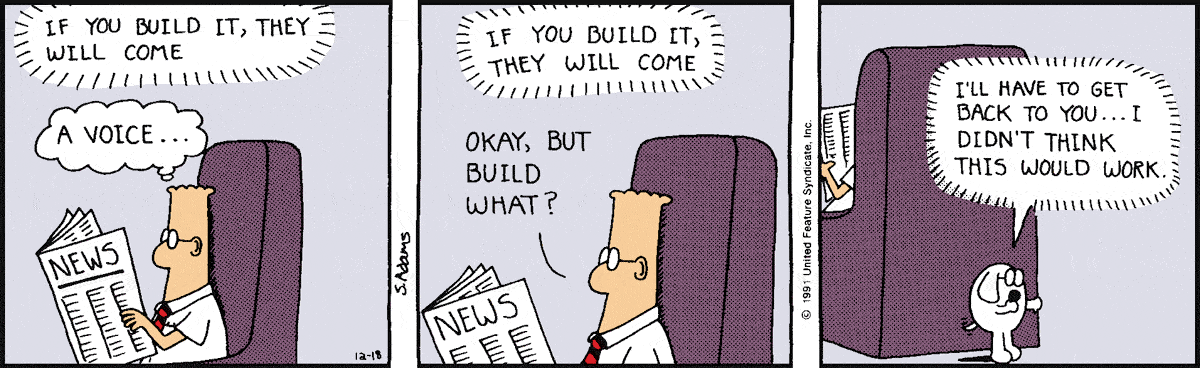 IF YOU BUILD IT, THEY
WILL COME
A VOICE...
NEWS
12-18
S. Adams
IF YOU BUILD IT,
THEY WILL COME
OKAY, BUT
BUILD
WHAT?
NEWS
© 1991 United Feature Syndicate, Inc.
I'LL HAVE TO GET
BACK TO YOU... I
DIDN'T THINK
THIS WOULD WORK.